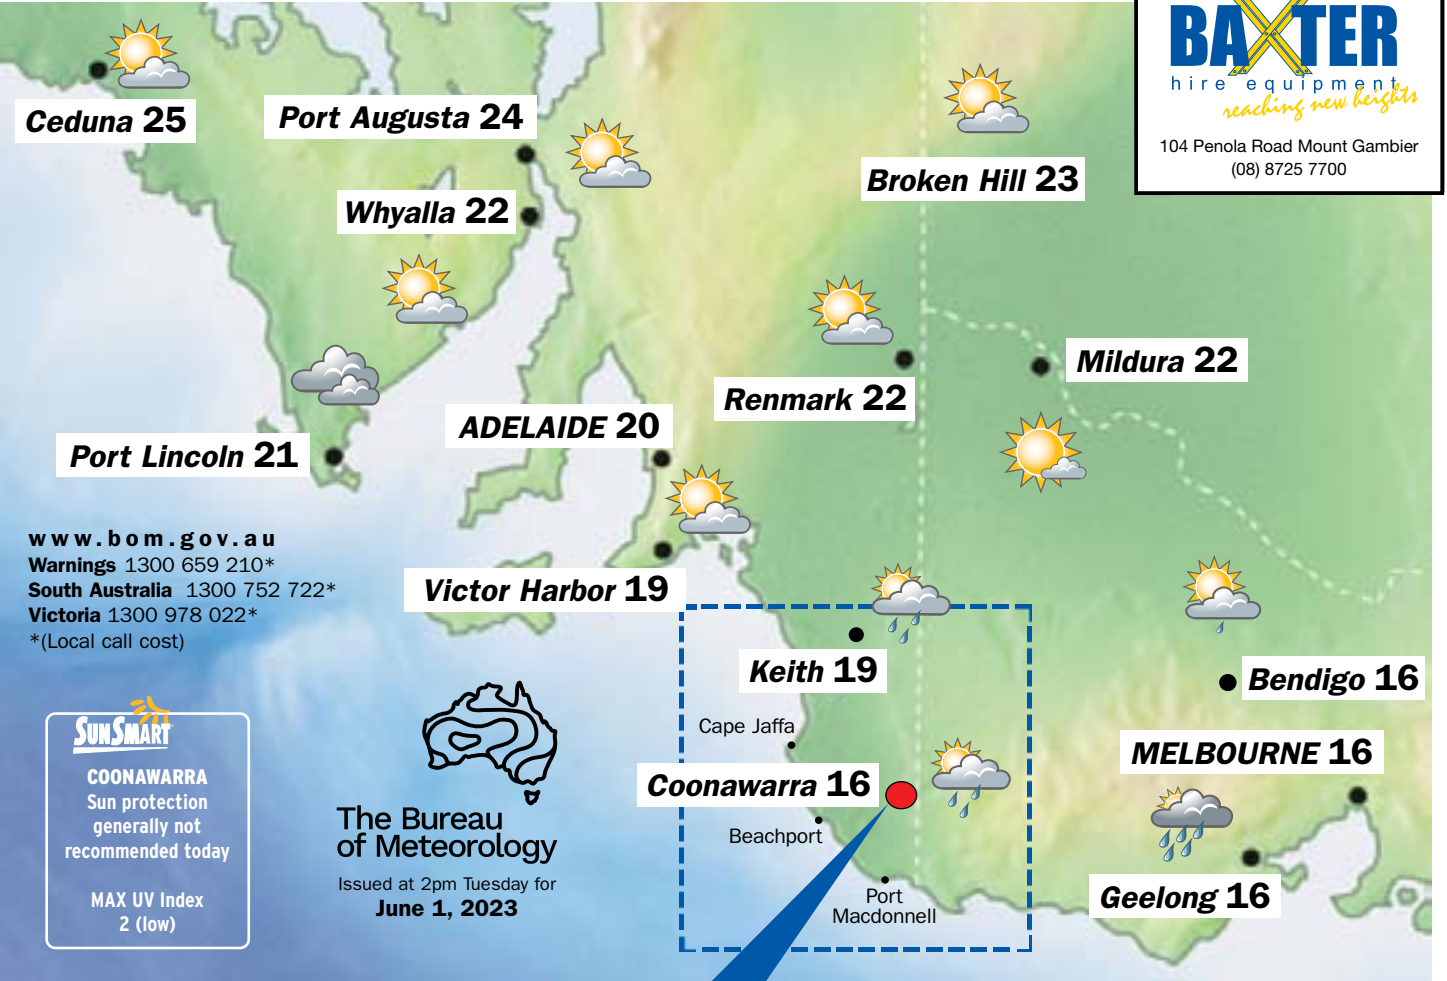 BAXTER
hire equipment
reaching new heights
104 Penola Road Mount Gambier
(08) 8725 7700
Ceduna 25
Port Augusta 24
Whyalla 22
Broken Hill 23
Renmark 22
Mildura 22
ADELAIDE 20
Port Lincoln 21
www.bom.gov.au
Warnings 1300 659 210*
South Australia 1300 752 722*
Victoria 1300 978 022*
*(Local call cost)
Victor Harbor 19
Keith 19
Bendigo 16
Cape Jaffa
MELBOURNE 16
Coonawarra 16
Beachport
Geelong 16
Port
Macdonnell
SUNSMART
COONAWARRA
Sun protection
generally not
recommended today
MAX UV Index
2 (low)
The Bureau
of Meteorology
Issued at 2pm Tuesday for
June 1, 2023